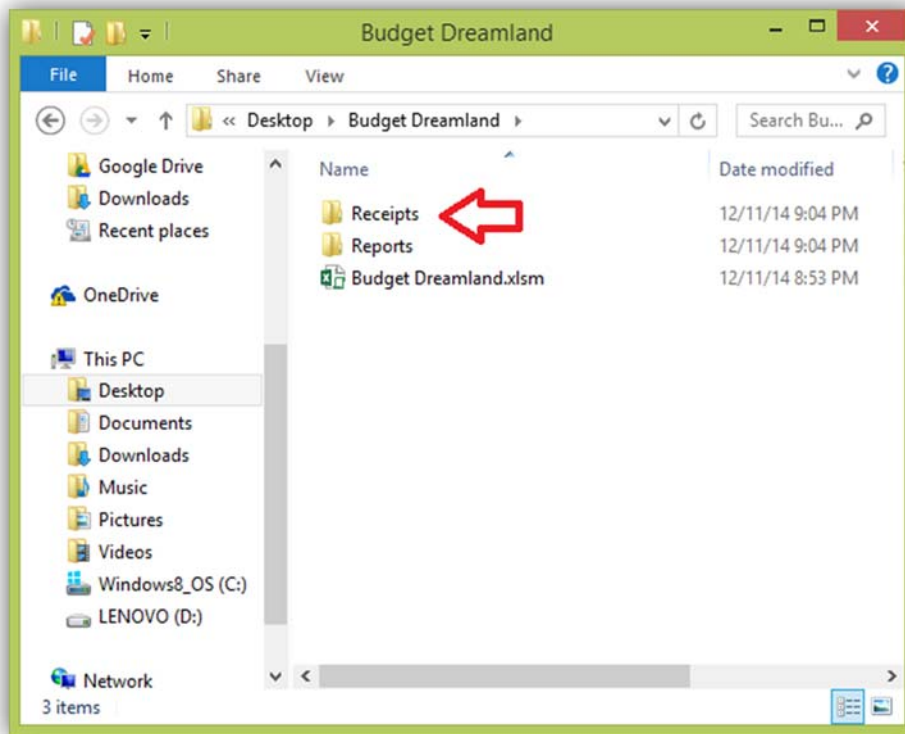 Budget Dreamland
File Home Share View
« Desktop Budget Dreamland Search Bu...
Name Date modified
Google Drive
Downloads
Recent places
OneDrive
This PC
Desktop
Documents
Downloads
Music
Pictures
Videos
Windows8_OS (C:)
LENOVO (D:)
Network
Receipts 12/11/14 9:04 PM
Reports 12/11/14 9:04 PM
Budget Dreamland.xlsm 12/11/14 8:53 PM
3 items